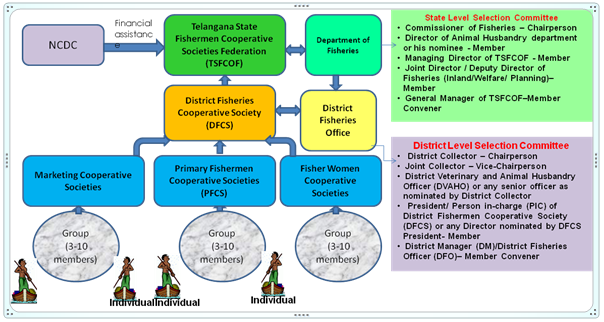 NCDC
Financial
assistanc
e
Telangana State
Fishermen Cooperative
Societies Federation
(TSFCOF)
Department of
Fisheries
State Level Selection Committee
• Commissioner of Fisheries – Chairperson
• Director of Animal Husbandry department
or his nominee - Member
• Managing Director of TSFCOF - Member
• Joint Director / Deputy Director of
Fisheries (Inland/Welfare/ Planning)–
Member
• General Manager of TSFCOF–Member
Convener
District Fisheries
Cooperative Society
(DFCS)
District
Fisheries
Office
District Level Selection Committee
• District Collector – Chairperson
• Joint Collector – Vice-Chairperson
• District Veterinary and Animal Husbandry
Officer (DVAHO) or any senior officer as
nominated by District Collector
• President/ Person in-charge (PIC) of
District Fishermen Cooperative Society
(DFCS) or any Director nominated by DFCS
President- Member
• District Manager (DM)/District Fisheries
Officer (DFO)– Member Convener
Marketing Cooperative
Societies
Primary Fishermen
Cooperative Societies
(PFCS)
Fisher Women
Cooperative Societies
Group
(3-10
members)
Group
(3-10
members)
Group
(3-10
members)
Individual
Individual
Individual